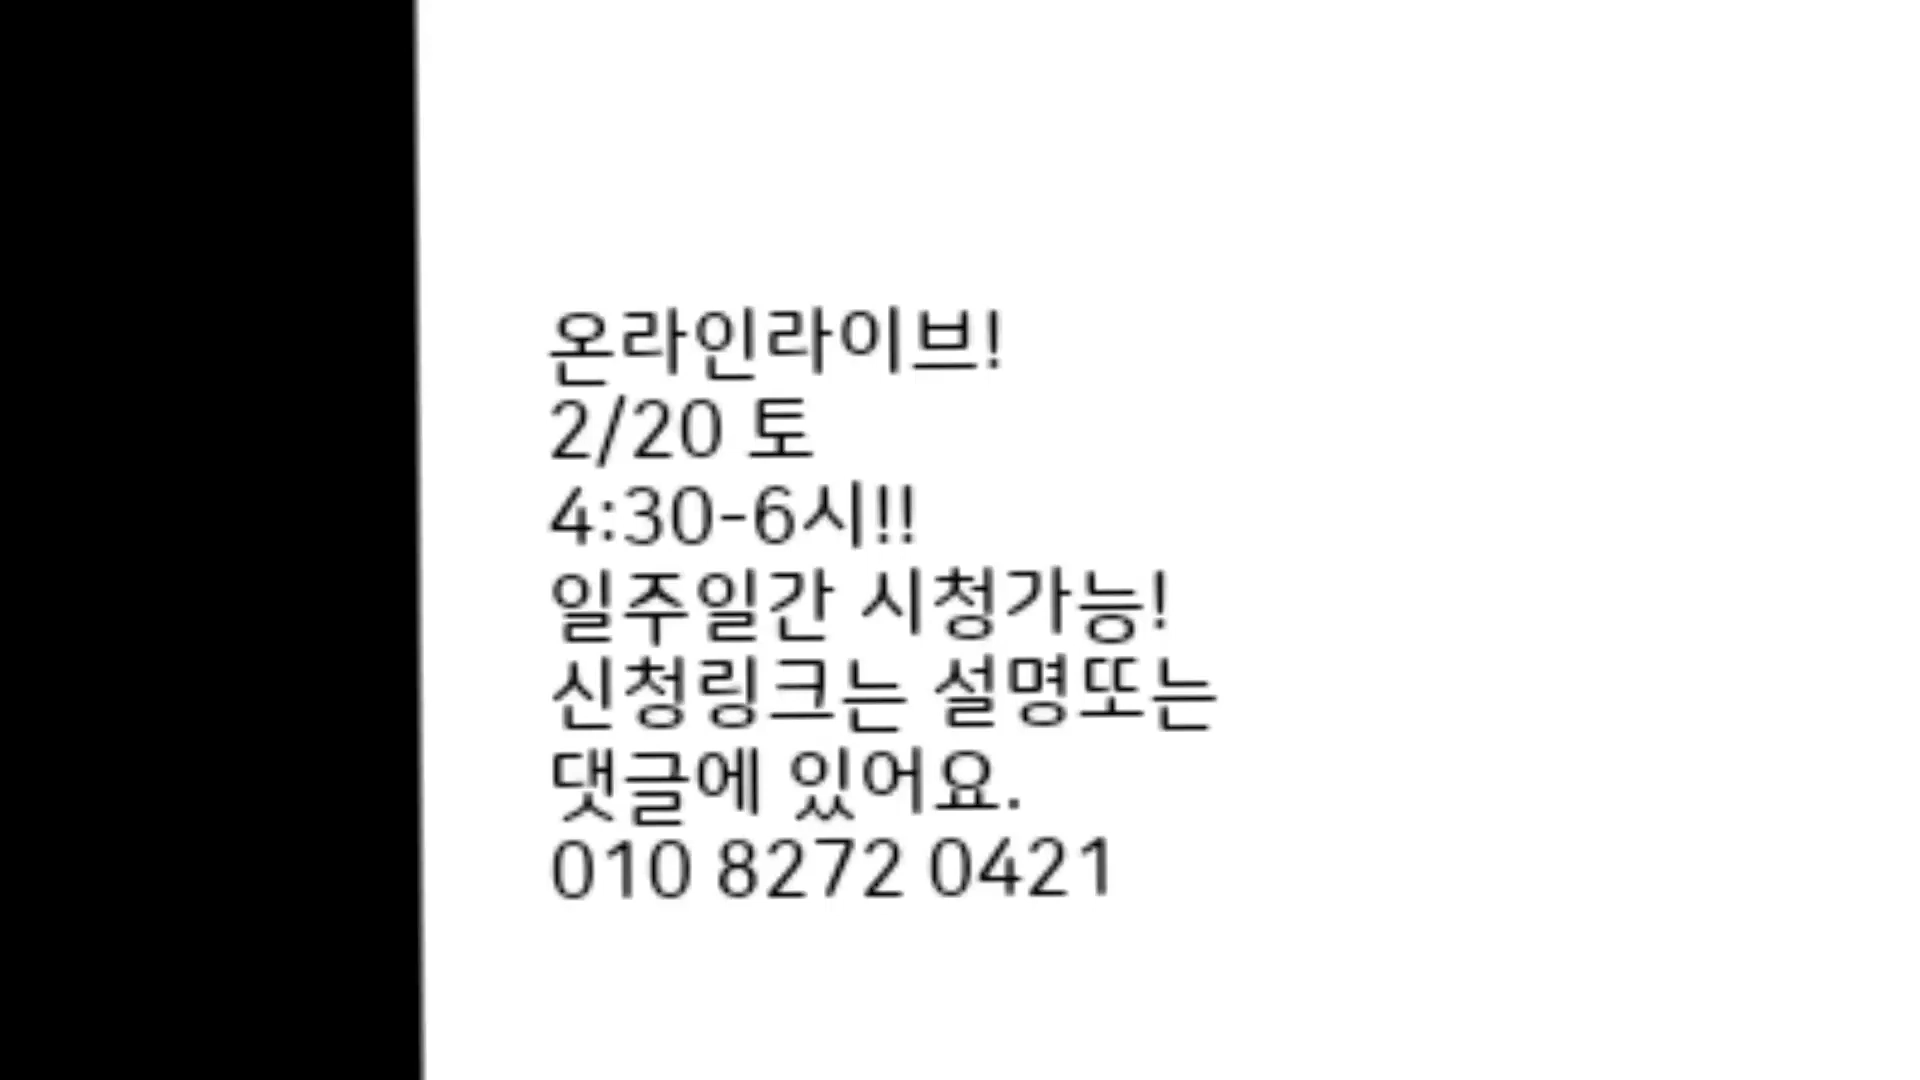 온라인라이브!
2/20 토
4:30-6시!!
일주일간 시청가능!
신청링크는 설명또는
댓글에 있어요.
010 8272 0421